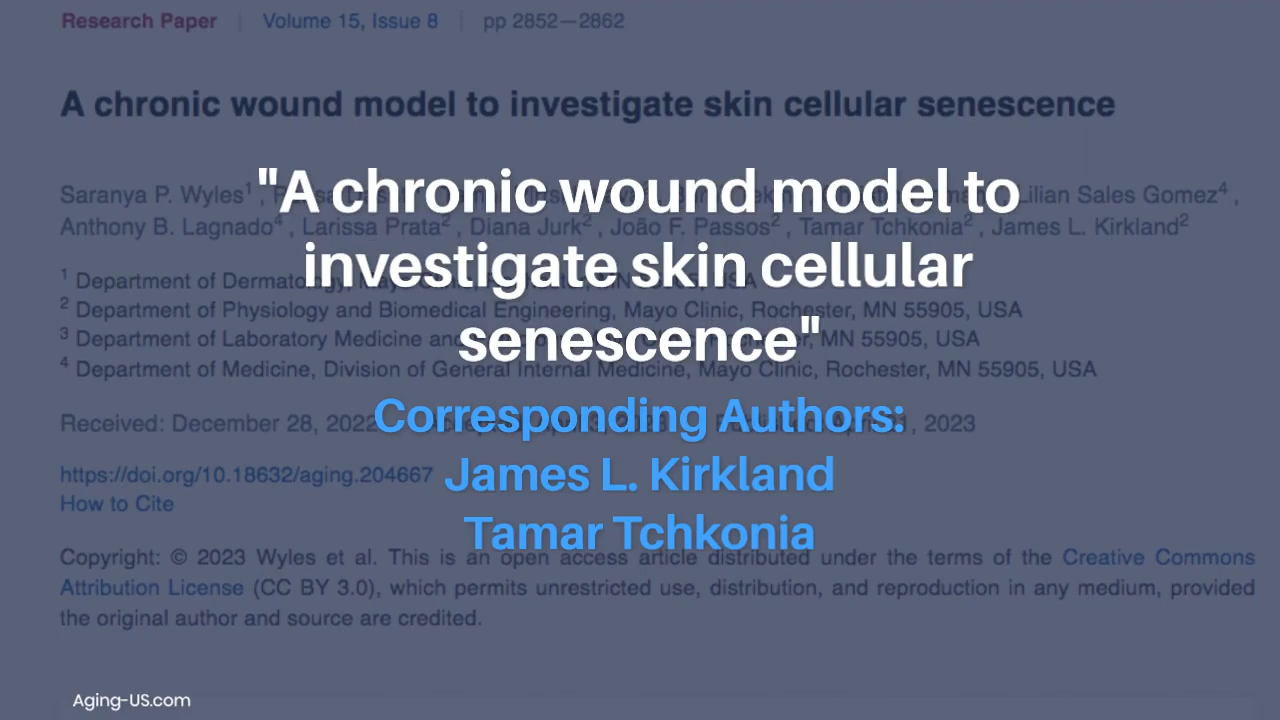 Research Paper | Volume 15, Issue 8 | pp 2852—2862
A chronic wound model to investigate skin cellular senescence
"A chronic wound model to
investigate skin cellular
senescence"
Corresponding Authors:
James L. Kirkland
Tamar Tchkonia
Saranya P. Wyles1, Lilian Sales Gomez4,
Anthony B. Lagnado4, Larissa Prata2, Diana Jurk2, João F. Passos2, Tamar Tchkonia2, James L. Kirkland2
1 Department of Dermatology, USA
2 Department of Physiology and Biomedical Engineering, Mayo Clinic, Rochester, MN 55905, USA
3 Department of Laboratory Medicine and MN 55905, USA
4 Department of Medicine, Division of General Internal Medicine, Mayo Clinic, Rochester, MN 55905, USA
Received: December 28, 2022 , 2023
https://doi.org/10.18632/aging.204667
How to Cite
Copyright: © 2023 Wyles et al. This is an open access article distributed under the terms of the Creative Commons
Attribution License (CC BY 3.0), which permits unrestricted use, distribution, and reproduction in any medium, provided
the original author and source are credited.
Aging-US.com